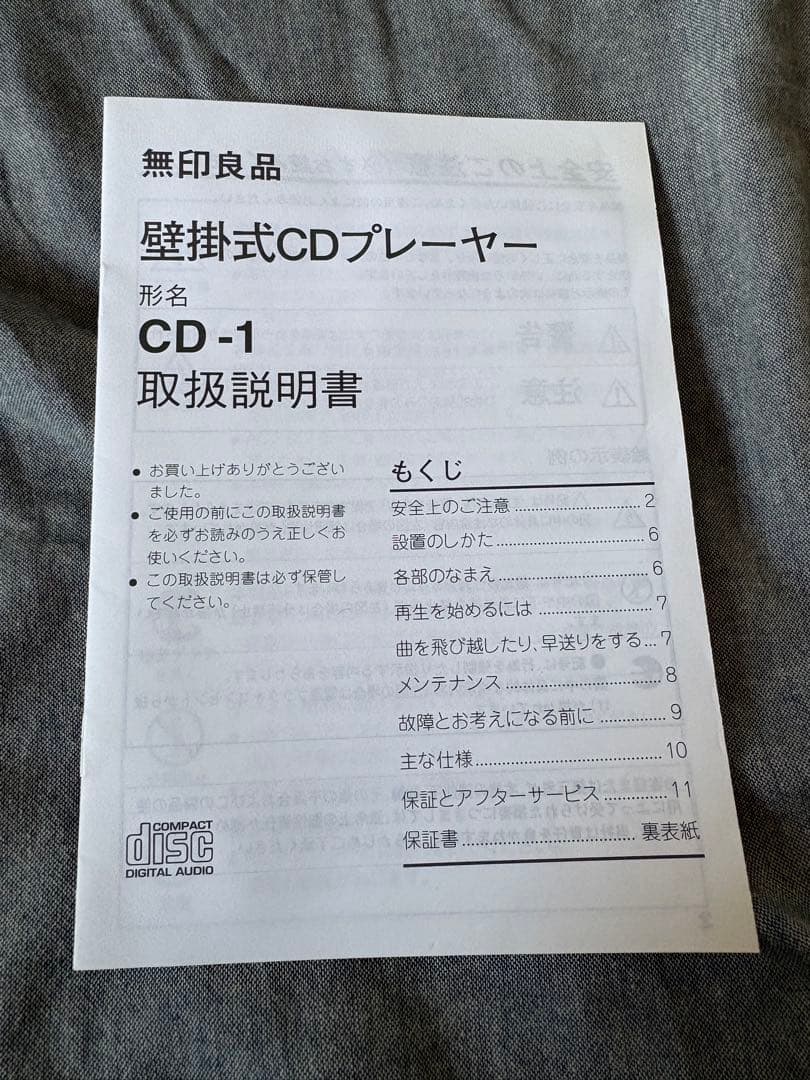 無印良品
壁掛式CDプレーヤー
形名
CD -1
取扱説明書
● お買い上げありがとうござい
ました。
● ご使用の前にこの取扱説明書
を必ずお読みのうえ正しくお
使いください。
● この取扱説明書は必ず保管し
てください。
もくじ
安全上のご注意 ...................... 2
設置のしかた ......................... 6
各部のなまえ ......................... 6
再生を始めるには .................. 7
曲を飛び越したり、早送りをする... 7
メンテナンス ......................... 8
故障とお考えになる前に ........... 9
主な仕様 ............................... 10
保証とアフターサービス .......... 11
保証書 .......................... 裏表紙
COMPACT
disc
DIGITAL AUDIO